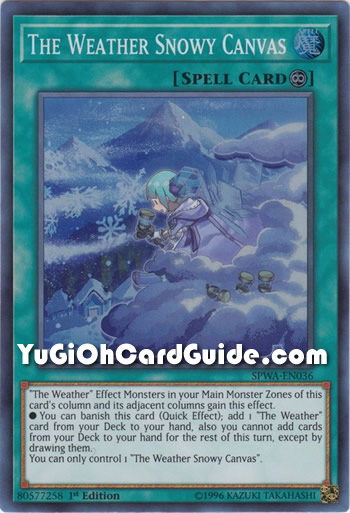 The Weather Snowy Canvas
魔
[Spell Card]
YuGiOhCardGuide.com
SPWA-EN036
"The Weather" Effect Monsters in your Main Monster Zones of this
card's column and its adjacent columns gain this effect.
●You can banish this card (Quick Effect); add 1 "The Weather"
card from your Deck to your hand, also you cannot add cards
from your Deck to your hand for the rest of this turn, except by
drawing them.
You can only control 1 "The Weather Snowy Canvas".
80577258 1st Edition ©1996 KAZUKI TAKAHASHI